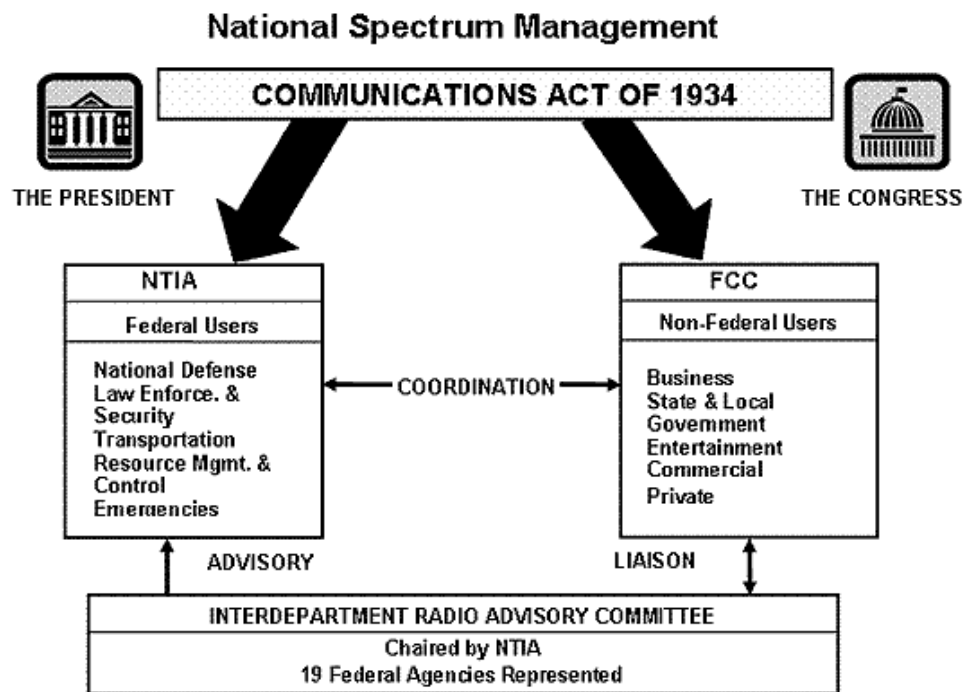 National Spectrum Management
COMMUNICATIONS ACT OF 1934
THE PRESIDENT
THE CONGRESS
NTIA
Federal Users
National Defense
Law Enforce. &
Security
Transportation
Resource Mgmt. &
Control
Emergencies
COORDINATION
FCC
Non-Federal Users
Business
State & Local
Government
Entertainment
Commercial
Private
ADVISORY
LIAISON
INTERDEPARTMENT RADIO ADVISORY COMMITTEE
Chaired by NTIA
19 Federal Agencies Represented